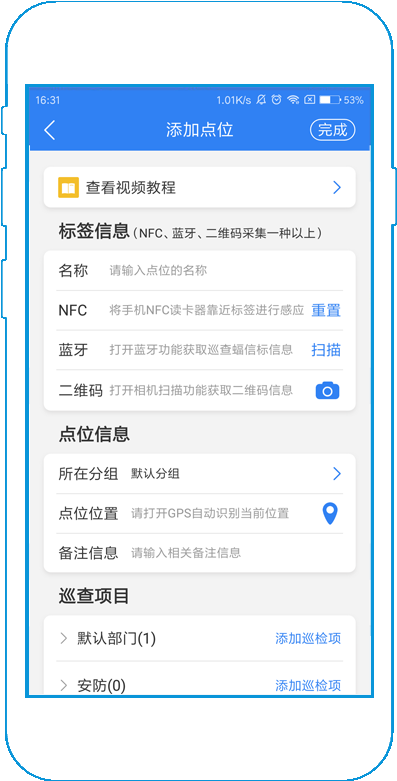 16:31 1.01K/s 53%
添加点位 完成
查看视频教程
标签信息(NFC、蓝牙、二维码采集一种以上)
名称 请输入点位的名称
NFC 将手机NFC读卡器靠近标签进行感应 重置
蓝牙 打开蓝牙功能获取巡查蝠信标信息 扫描
二维码 打开相机扫描功能获取二维码信息
点位信息
所在分组 默认分组
点位位置 请打开GPS自动识别当前位置
备注信息 请输入相关备注信息
巡查项目
默认部门(1) 添加巡检项
安防(0) 添加巡检项